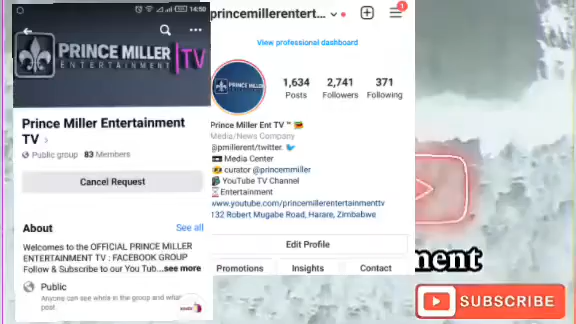 14:50
PRINCE MILLER TV
ENTERTAINMENT
Prince Miller Entertainment
TV
Public group 83 Members
Cancel Request
About
See all
Welcomes to the OFFICIAL PRINCE MILLER
ENTERTAINMENT TV : FACEBOOK GROUP
Follow & Subscribe to our You Tub...see more
Public
Anyone can see who's in the group and what
post
princemillerentert...
1
View professional dashboard
PRINCE MILLER
1,634
2,741
371
Posts
Followers
Following
Prince Miller Ent TV ™
Media/News Company
@pmillerent/twitter.
Media Center
curator @princemmiller
YouTube TV Channel
Entertainment
www.youtube.com/princemillerentertainmenttv
132 Robert Mugabe Road, Harare, Zimbabwe
Edit Profile
Promotions
Insights
Contact
ment
SUBSCRIBE